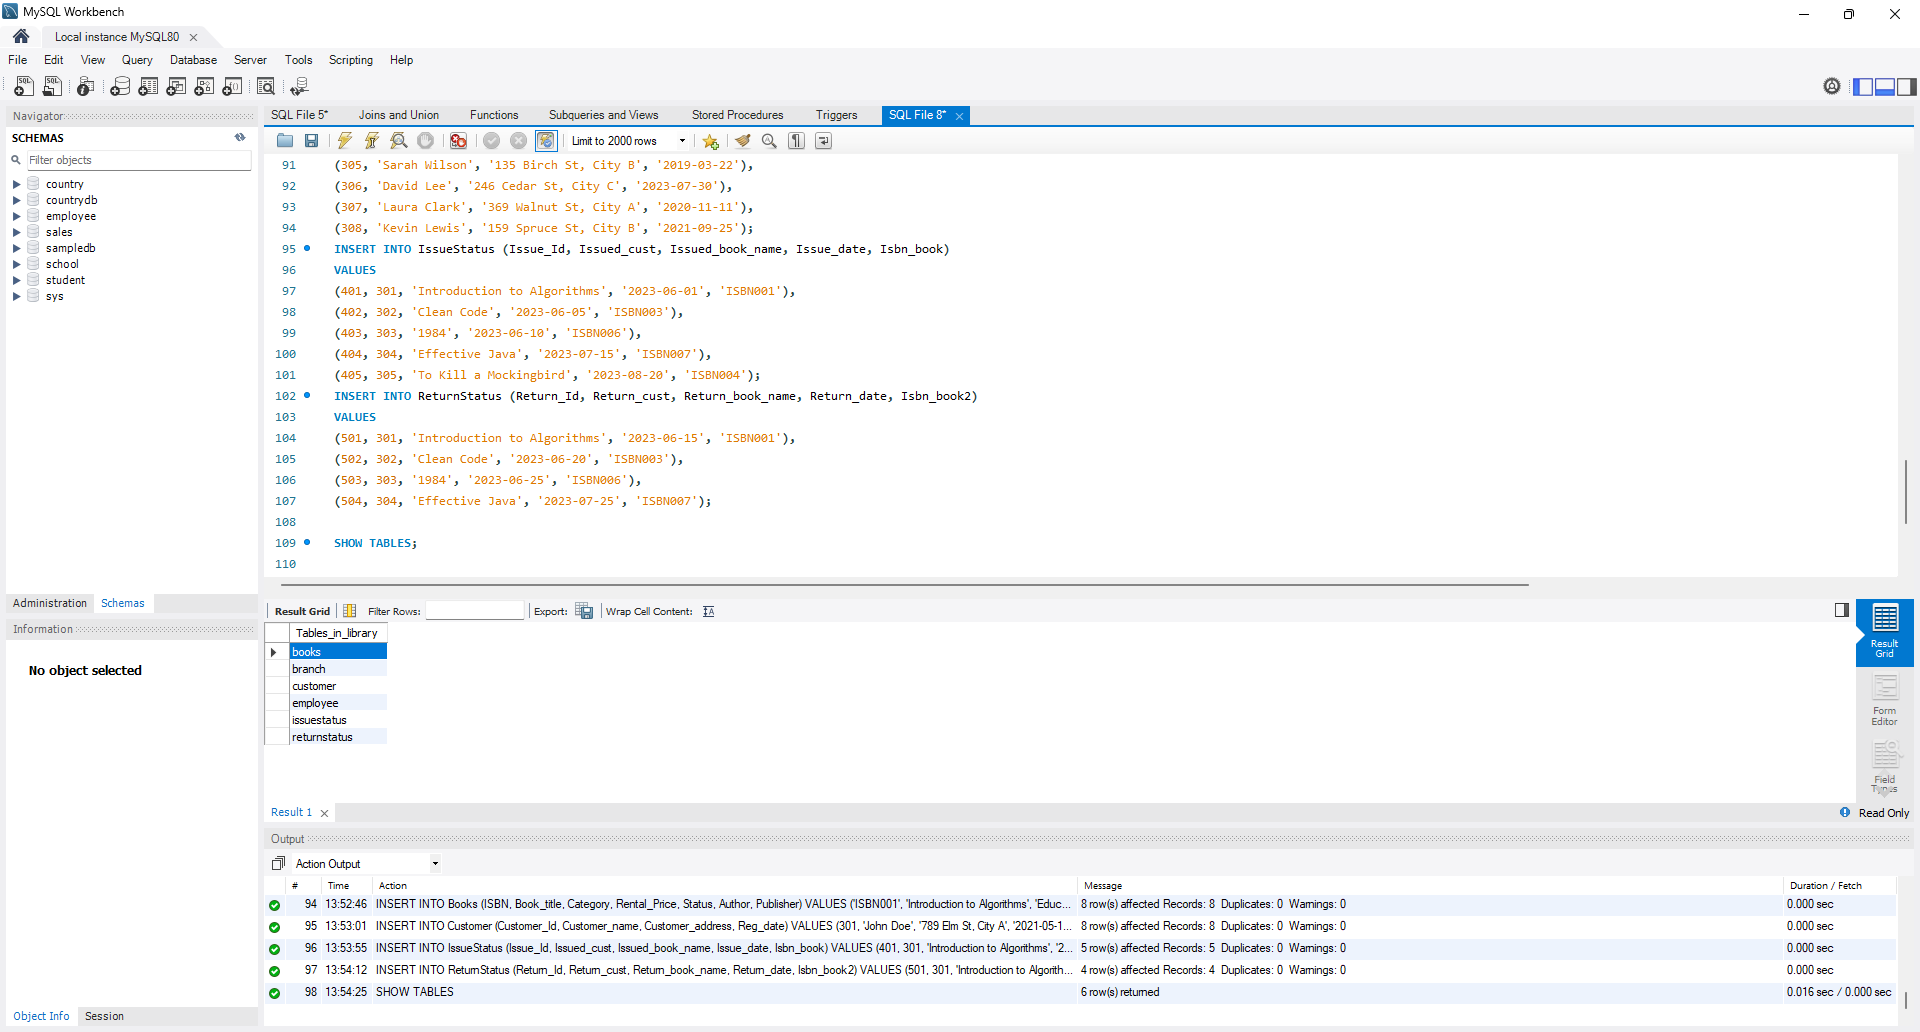 MySQL Workbench
Local instance MySQL80
File Edit View Query Database Server Tools Scripting Help
Navigator
SCHEMAS
Filter objects
country
countrydb
employee
sales
sampledb
school
student
sys
Administration Schemas
Information
No object selected
Object Info Session
SQL File 5* Joins and Union Functions Subqueries and Views Stored Procedures Triggers SQL File 8*
Limit to 2000 rows
91 (305, 'Sarah Wilson', '135 Birch St, City B', '2019-03-22'),
92 (306, 'David Lee', '246 Cedar St, City C', '2023-07-30'),
93 (307, 'Laura Clark', '369 Walnut St, City A', '2020-11-11'),
94 (308, 'Kevin Lewis', '159 Spruce St, City B', '2021-09-25');
95 INSERT INTO IssueStatus (Issue_Id, Issued_cust, Issued_book_name, Issue_date, Isbn_book)
96 VALUES
97 (401, 301, 'Introduction to Algorithms', '2023-06-01', 'ISBN001'),
98 (402, 302, 'Clean Code', '2023-06-05', 'ISBN003'),
99 (403, 303, '1984', '2023-06-10', 'ISBN006'),
100 (404, 304, 'Effective Java', '2023-07-15', 'ISBN007'),
101 (405, 305, 'To Kill a Mockingbird', '2023-08-20', 'ISBN004');
102 INSERT INTO ReturnStatus (Return_Id, Return_cust, Return_book_name, Return_date, Isbn_book2)
103 VALUES
104 (501, 301, 'Introduction to Algorithms', '2023-06-15', 'ISBN001'),
105 (502, 302, 'Clean Code', '2023-06-20', 'ISBN003'),
106 (503, 303, '1984', '2023-06-25', 'ISBN006'),
107 (504, 304, 'Effective Java', '2023-07-25', 'ISBN007');
108
109 SHOW TABLES;
110
Result Grid Filter Rows: Export: Wrap Cell Content:
Tables_in_library
books
branch
customer
employee
issuestatus
returnstatus
Result Grid
Form Editor
Field Types
Result 1
Read Only
Output
Action Output
# Time Action Message Duration / Fetch
94 13:52:46 INSERT INTO Books (ISBN, Book_title, Category, Rental_Price, Status, Author, Publisher) VALUES ('ISBN001', 'Introduction to Algorithms', 'Educ... 8 row(s) affected Records: 8 Duplicates: 0 Warnings: 0 0.000 sec
95 13:53:01 INSERT INTO Customer (Customer_Id, Customer_name, Customer_address, Reg_date) VALUES (301, 'John Doe', '789 Elm St, City A', '2021-05-1... 8 row(s) affected Records: 8 Duplicates: 0 Warnings: 0 0.000 sec
96 13:53:55 INSERT INTO IssueStatus (Issue_Id, Issued_cust, Issued_book_name, Issue_date, Isbn_book) VALUES (401, 301, 'Introduction to Algorithms', '2... 5 row(s) affected Records: 5 Duplicates: 0 Warnings: 0 0.000 sec
97 13:54:12 INSERT INTO ReturnStatus (Return_Id, Return_cust, Return_book_name, Return_date, Isbn_book2) VALUES (501, 301, 'Introduction to Algorith... 4 row(s) affected Records: 4 Duplicates: 0 Warnings: 0 0.000 sec
98 13:54:25 SHOW TABLES 6 row(s) returned 0.016 sec / 0.000 sec